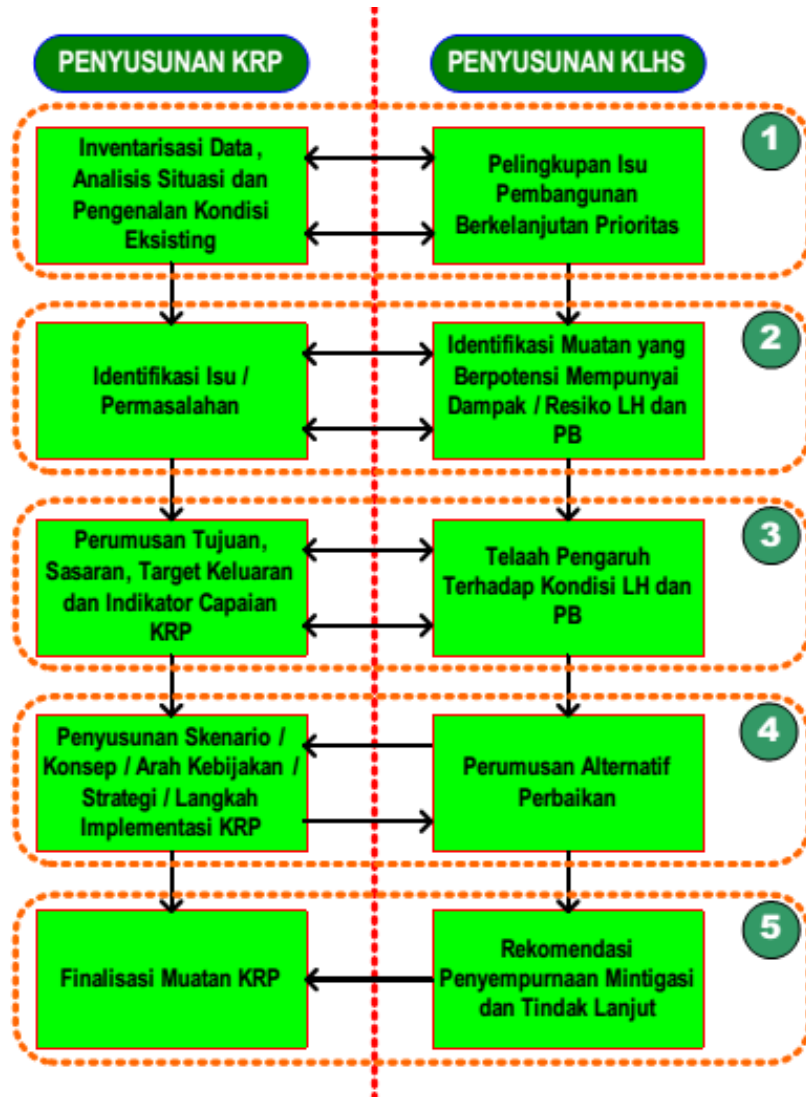 PENYUSUNAN KRP
PENYUSUNAN KLHS
Inventarisasi Data ,
Analisis Situasi dan
Pengenalan Kondisi
Eksisting
Pelingkupan Isu
Pembangunan
Berkelanjutan Prioritas
1
Identifikasi Isu /
Permasalahan
Identifikasi Muatan yang
Berpotensi Mempunyai
Dampak / Resiko LH dan
PB
2
Perumusan Tujuan,
Sasaran, Target Keluaran
dan Indikator Capaian
KRP
Telaah Pengaruh
Terhadap Kondisi LH dan
PB
3
Penyusunan Skenario /
Konsep / Arah Kebijakan /
Strategi / Langkah
Implementasi KRP
Perumusan Alternatif
Perbaikan
4
Finalisasi Muatan KRP
Rekomendasi
Penyempurnaan Mintigasi
dan Tindak Lanjut
5